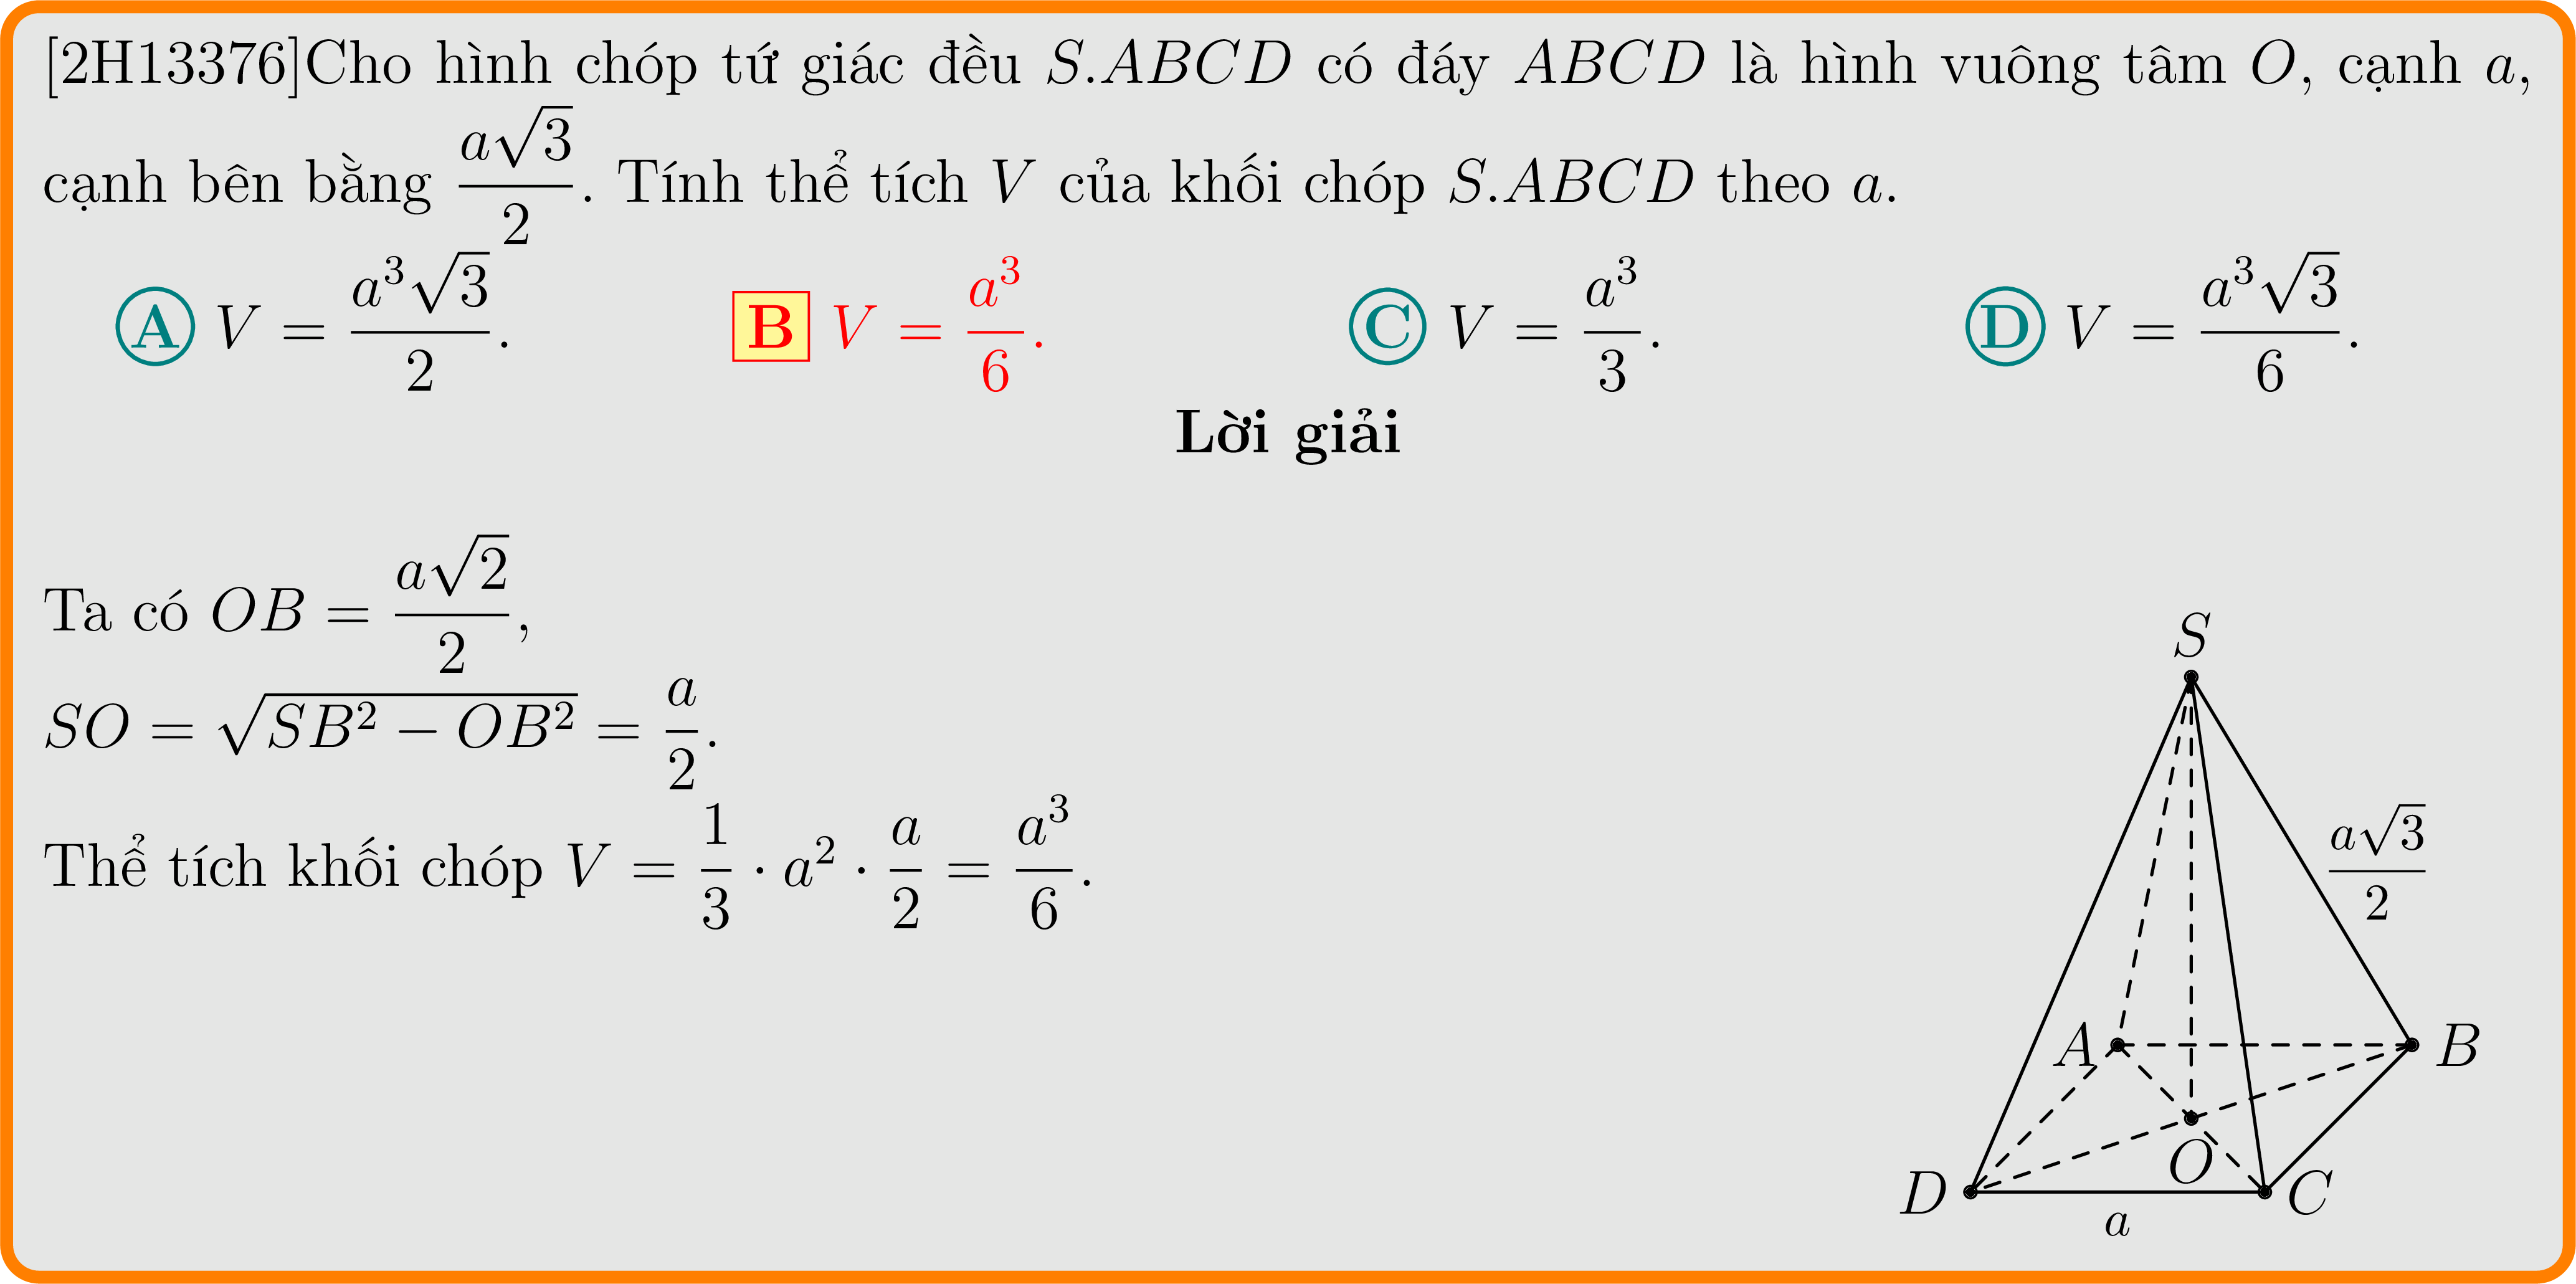 [2H13376]Cho hình chóp tứ giác đều S.ABCD có đáy ABCD là hình vuông tâm O, cạnh a,
cạnh bên bằng \frac{a\sqrt{3}}{2}. Tính thể tích V của khối chóp S.ABCD theo a.
A V = \frac{a^3\sqrt{3}}{2}. B V = \frac{a^3}{6}. C V = \frac{a^3}{3}. D V = \frac{a^3\sqrt{3}}{6}.
Lời giải
Ta có OB = \frac{a\sqrt{2}}{2},
SO = \sqrt{SB^2 − OB^2} = \frac{a}{2}.
Thể tích khối chóp V = \frac{1}{3} · a^2 · \frac{a}{2} = \frac{a^3}{6}.
S
\frac{a\sqrt{3}}{2}
A B
O
D C
a